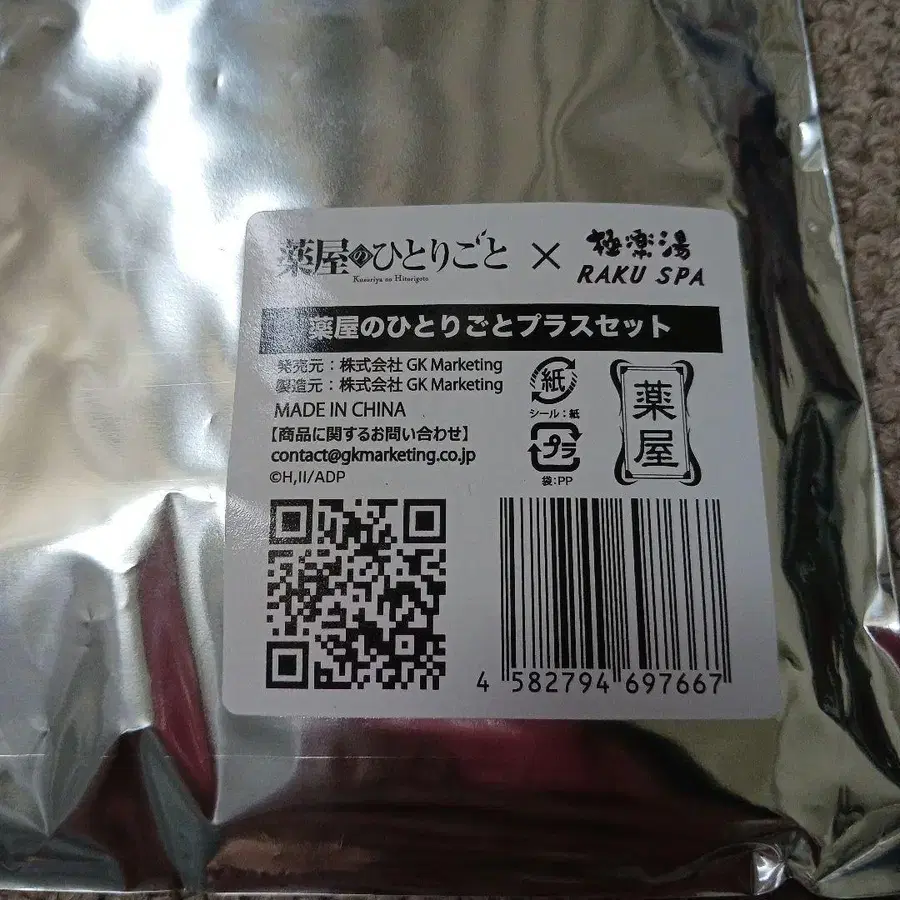 薬屋のひとりごと × 極楽湯
Kusuriya no Hitorigoto RAKU SPA
薬屋のひとりごとプラスセット
発売元：株式会社 GK Marketing
製造元：株式会社 GK Marketing
MADE IN CHINA
【商品に関するお問い合わせ】
contact@gkmarketing.co.jp
©H,II/ADP
紙
シール：紙
プラ
袋:PP
薬屋
4 582794 697667